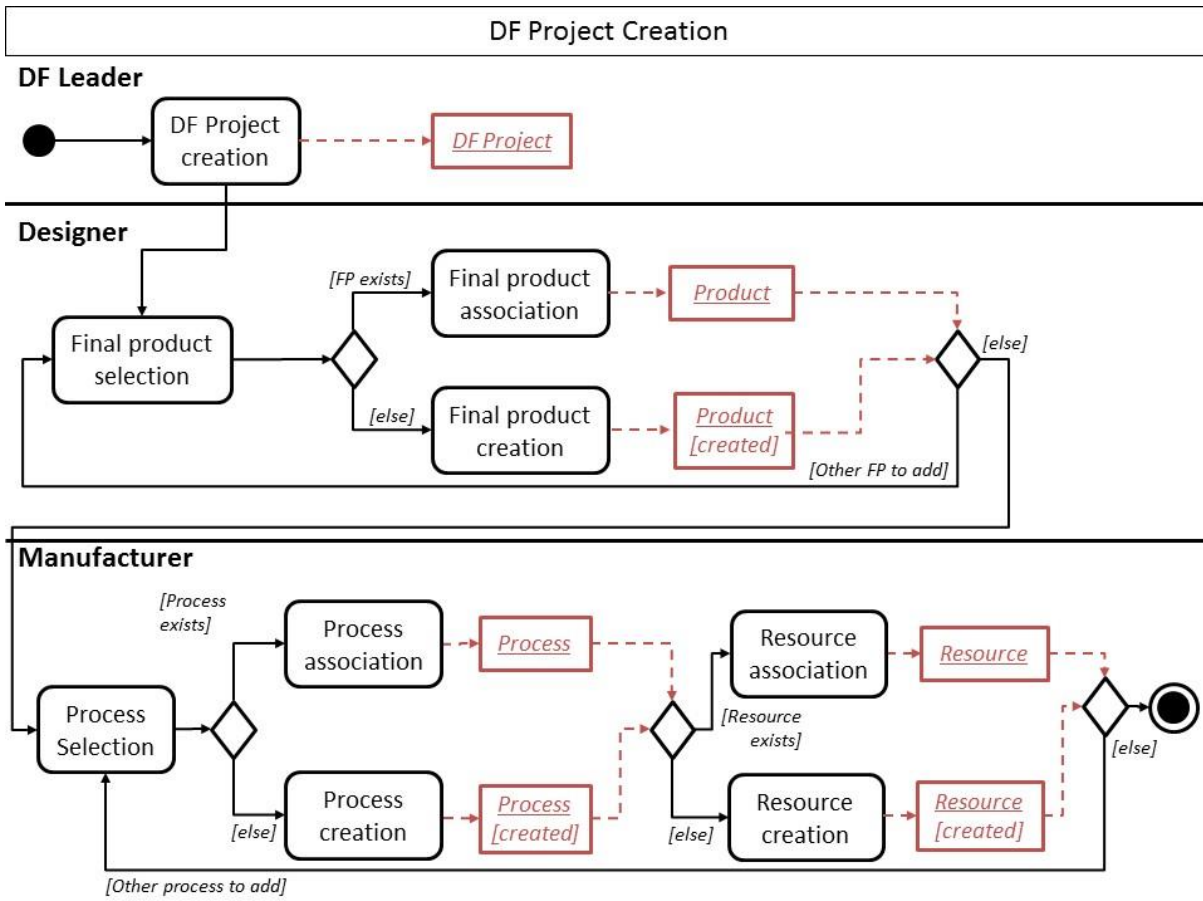 DF Project Creation
DF Leader
DF Project
creation
DF Project
Designer
[FP exists]
Final product
association
Product
Final product
selection
[else]
[else]
Final product
creation
Product
[created]
[Other FP to add]
Manufacturer
[Process
exists]
Process
association
Process
Resource
association
Resource
Process
Selection
[Resource
exists]
[else]
[else]
Process
creation
Process
[created]
[else]
Resource
creation
Resource
[created]
[Other process to add]